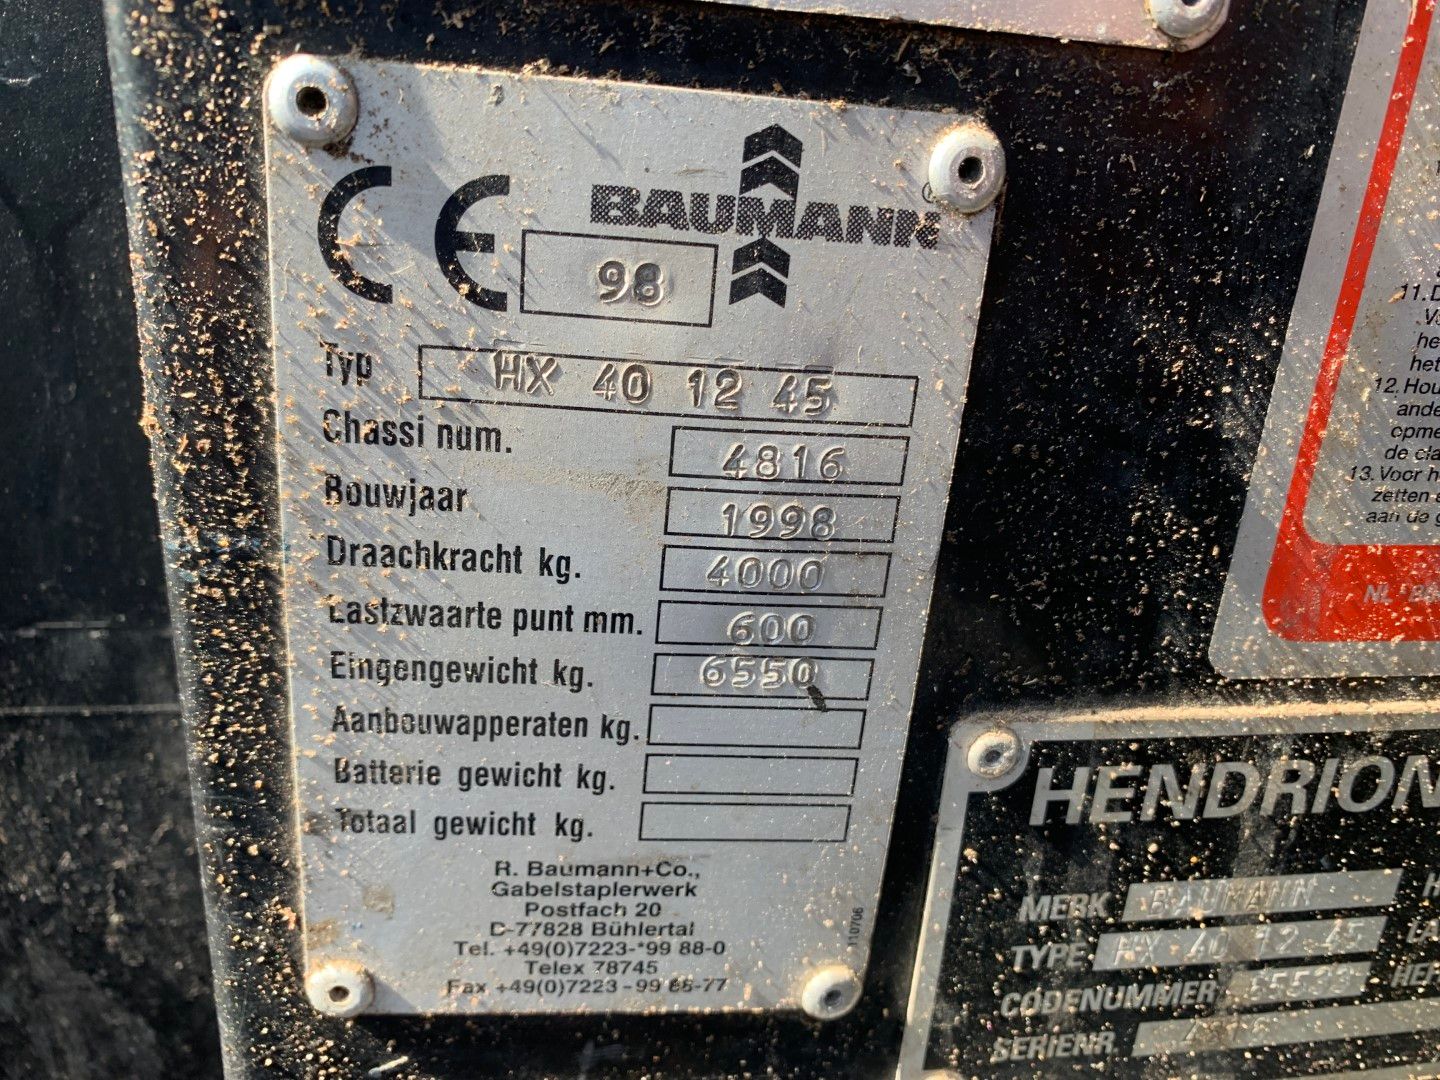 CE
BAUMANN®
98
Typ HX 40 12 45
Chassi num. 4816
Bouwjaar 1998
Draachkracht kg. 4000
Lastzwaarte punt mm. 600
Eingengewicht kg. 6550
Aanbouwapperaten kg.
Batterie gewicht kg.
Totaal gewicht kg.
R. Baumann+Co.,
Gabelstaplerwerk
Postfach 20
D-77828 Bühlertal
Tel. +49(0)7223-*99 88-0
Telex 78745
Fax +49(0)7223-99 85-77
110706
11.
12. Hou
ande
opme
de cla
13. Voor h
zetten
aan de g
NL
HENDRION
MERK BAUMANN
TYPE HX 40 12 45
CODENUMMER
SERIENR